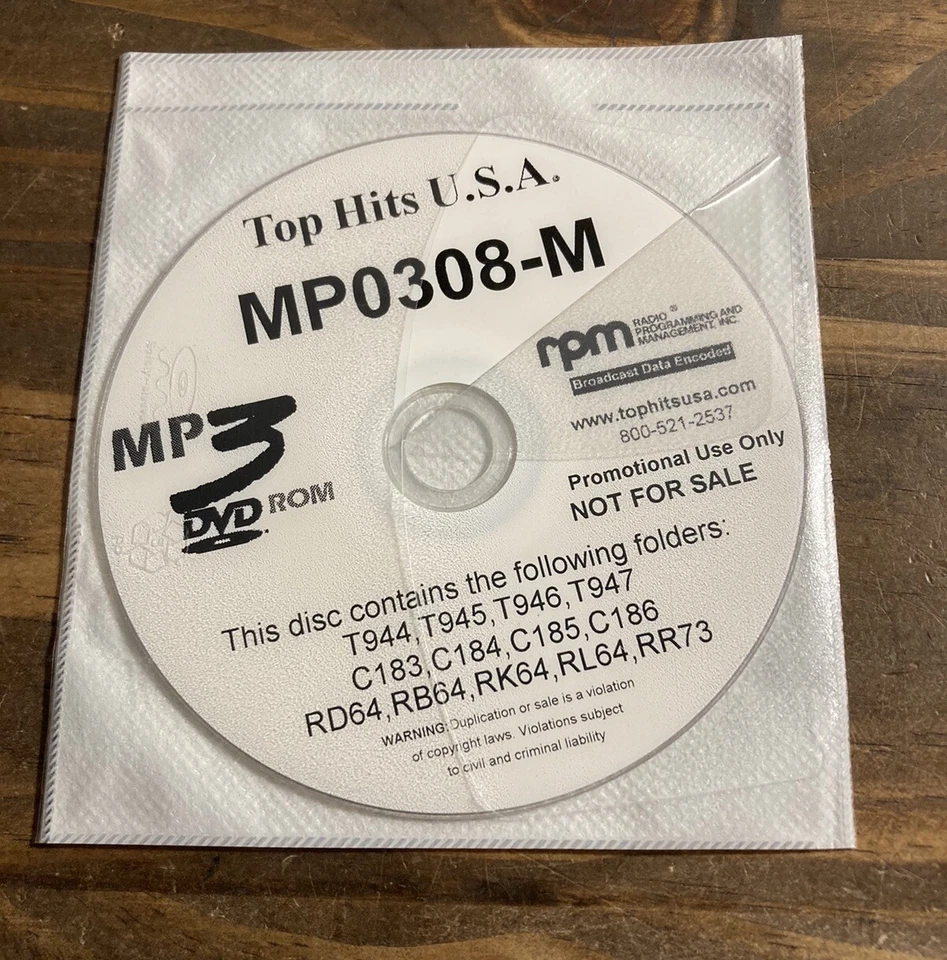 Top Hits U.S.A.
MP0308-M
rpm RADIO ®
PROGRAMMING AND
MANAGEMENT, INC.
Broadcast Data Encoded
www.tophitsusa.com
800-521-2537
MP3
DVD ROM
Promotional Use Only
NOT FOR SALE
This disc contains the following folders:
T944,T945,T946,T947
C183,C184,C185,C186
RD64,RB64,RK64,RL64,RR73
WARNING:Duplication or sale is a violation
of copyright laws. Violations subject
to civil and criminal liability